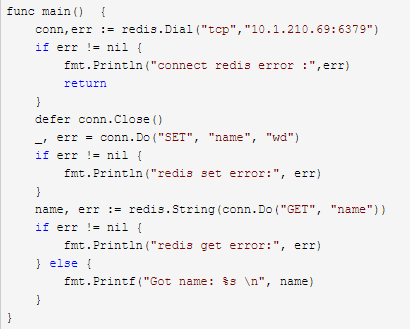 func main()  {
    conn,err := redis.Dial("tcp","10.1.210.69:6379")
    if err != nil {
        fmt.Println("connect redis error :",err)
        return
    }
    defer conn.Close()
    _, err = conn.Do("SET", "name", "wd")
    if err != nil {
        fmt.Println("redis set error:", err)
    }
    name, err := redis.String(conn.Do("GET", "name"))
    if err != nil {
        fmt.Println("redis get error:", err)
    } else {
        fmt.Printf("Got name: %s \n", name)
    }
}